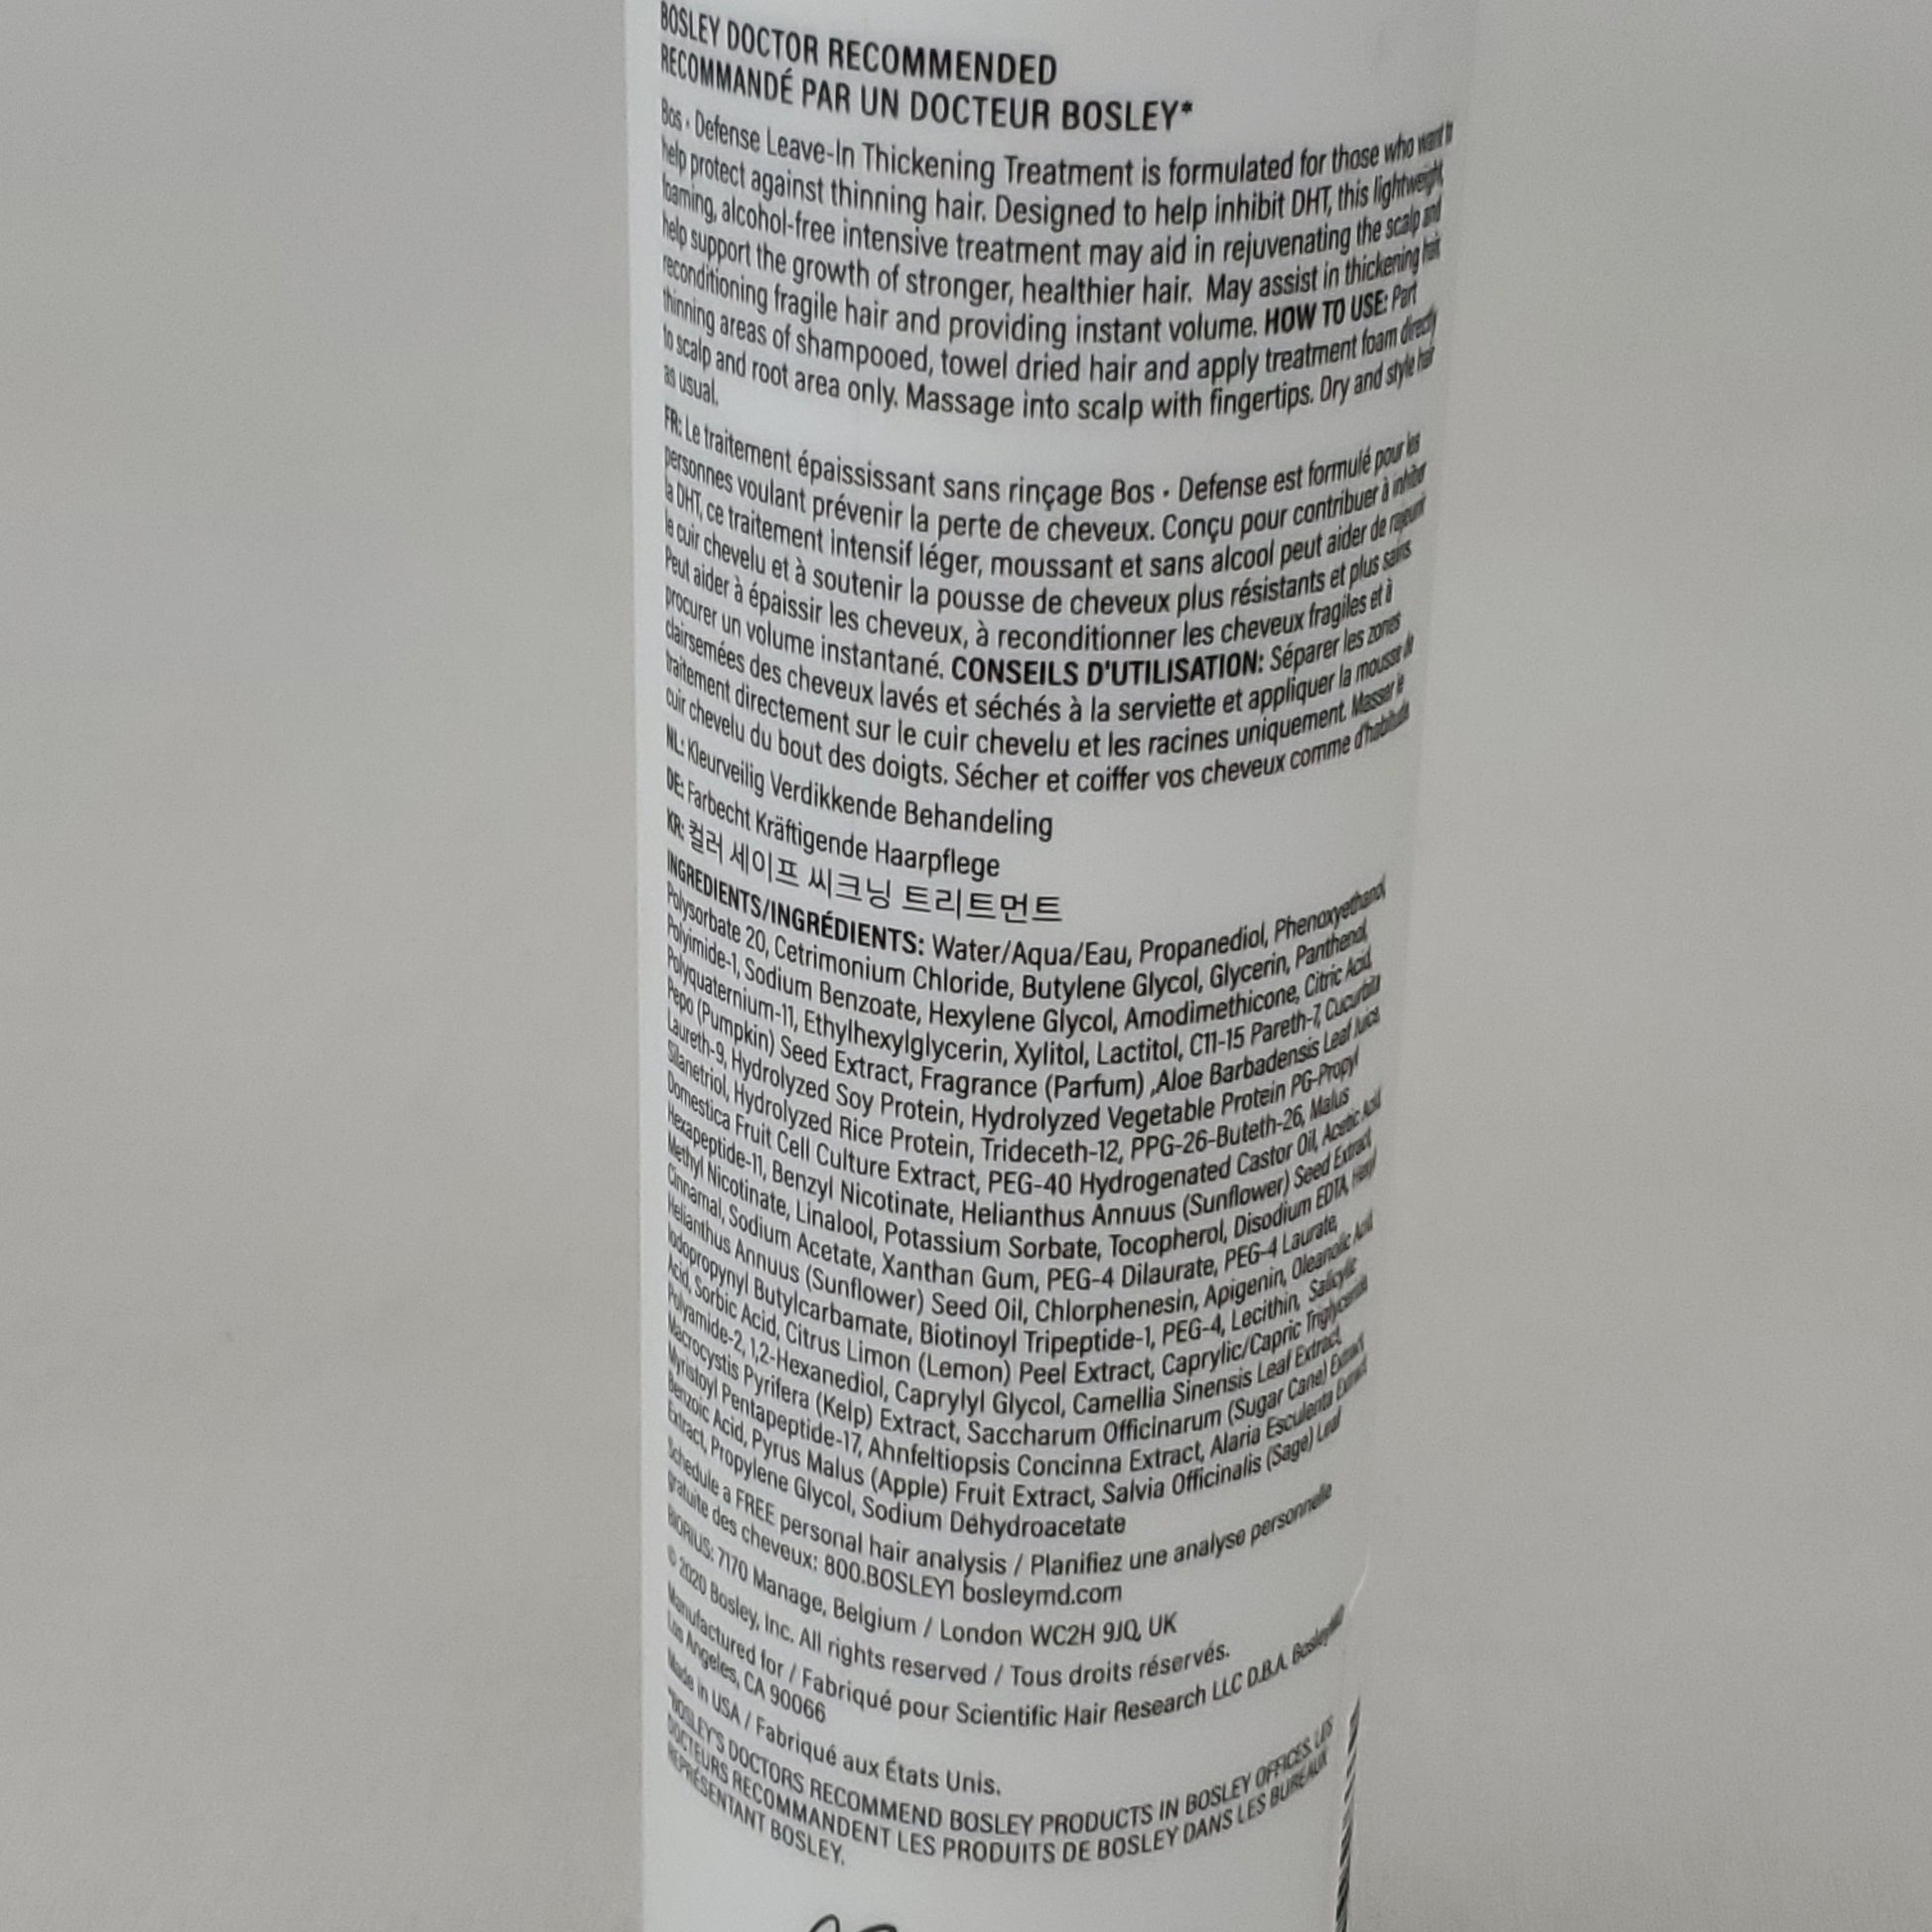 BOSLEY DOCTOR RECOMMENDED
RECOMMANDÉ PAR UN DOCTEUR BOSLEY*
Bos · Defense Leave-In Thickening Treatment is formulated for those who want to
help protect against thinning hair. Designed to help inhibit DHT, this lightweight,
foaming, alcohol-free intensive treatment may aid in rejuvenating the scalp and
help support the growth of stronger, healthier hair. May assist in thickening hair,
reconditioning fragile hair and providing instant volume. HOW TO USE: Part
thinning areas of shampooed, towel dried hair and apply treatment foam directly
to scalp and root area only. Massage into scalp with fingertips. Dry and style hair
as usual.
FR: Le traitement épaississant sans rinçage Bos · Defense est formulé pour les
personnes voulant prévenir la perte de cheveux. Conçu pour contribuer à inhiber
la DHT, ce traitement intensif léger, moussant et sans alcool peut aider de rajeunir
le cuir chevelu et à soutenir la pousse de cheveux plus résistants et plus sains.
Peut aider à épaissir les cheveux, à reconditionner les cheveux fragiles et à
procurer un volume instantané. CONSEILS D'UTILISATION: Séparer les zones
clairsemées des cheveux lavés et séchés à la serviette et appliquer la mousse de
traitement directement sur le cuir chevelu et les racines uniquement. Masser le
cuir chevelu du bout des doigts. Sécher et coiffer vos cheveux comme d'habitude.
NL: Kleurveilig Verdikkende Behandeling
DE: Farbecht Kräftigende Haarpflege
KR: 컬러 세이프 씨크닝 트리트먼트
INGREDIENTS/INGRÉDIENTS: Water/Aqua/Eau, Propanediol, Phenoxyethanol,
Polysorbate 20, Cetrimonium Chloride, Butylene Glycol, Glycerin, Panthenol,
Polyimide-1, Sodium Benzoate, Hexylene Glycol, Amodimethicone, Citric Acid,
Polyquaternium-11, Ethylhexylglycerin, Xylitol, Lactitol, C11-15 Pareth-7, Cucurbita
Pepo (Pumpkin) Seed Extract, Fragrance (Parfum) ,Aloe Barbadensis Leaf Juice,
Laureth-9, Hydrolyzed Soy Protein, Hydrolyzed Vegetable Protein PG-Propyl
Silanetriol, Hydrolyzed Rice Protein, Trideceth-12, PPG-26-Buteth-26, Malus
Domestica Fruit Cell Culture Extract, PEG-40 Hydrogenated Castor Oil, Acetic Acid,
Hexapeptide-11, Benzyl Nicotinate, Helianthus Annuus (Sunflower) Seed Extract,
Methyl Nicotinate, Linalool, Potassium Sorbate, Tocopherol, Disodium EDTA, Hexyl
Cinnamal, Sodium Acetate, Xanthan Gum, PEG-4 Dilaurate, PEG-4 Laurate,
Helianthus Annuus (Sunflower) Seed Oil, Chlorphenesin, Apigenin, Oleanolic Acid,
Iodopropynyl Butylcarbamate, Biotinoyl Tripeptide-1, PEG-4, Lecithin, Salicylic
Acid, Sorbic Acid, Citrus Limon (Lemon) Peel Extract, Caprylic/Capric Triglyceride,
Polyamide-2, 1,2-Hexanediol, Caprylyl Glycol, Camellia Sinensis Leaf Extract,
Macrocystis Pyrifera (Kelp) Extract, Saccharum Officinarum (Sugar Cane) Extract,
Myristoyl Pentapeptide-17, Ahnfeltiopsis Concinna Extract, Alaria Esculenta Extract,
Benzoic Acid, Pyrus Malus (Apple) Fruit Extract, Salvia Officinalis (Sage) Leaf
Extract, Propylene Glycol, Sodium Dehydroacetate
Schedule a FREE personal hair analysis / Planifiez une analyse personnelle
gratuite des cheveux: 800.BOSLEY1 bosleymd.com
BIORIUS: 7170 Manage, Belgium / London WC2H 9JQ, UK
© 2020 Bosley, Inc. All rights reserved / Tous droits réservés.
Manufactured for / Fabriqué pour Scientific Hair Research LLC D.B.A. BosleyMD
Los Angeles, CA 90066
Made in USA / Fabriqué aux États Unis.
*BOSLEY'S DOCTORS RECOMMEND BOSLEY PRODUCTS IN BOSLEY OFFICES. LES
DOCTEURS RECOMMANDENT LES PRODUITS DE BOSLEY DANS LES BUREAUX
REPRÉSENTANT BOSLEY.